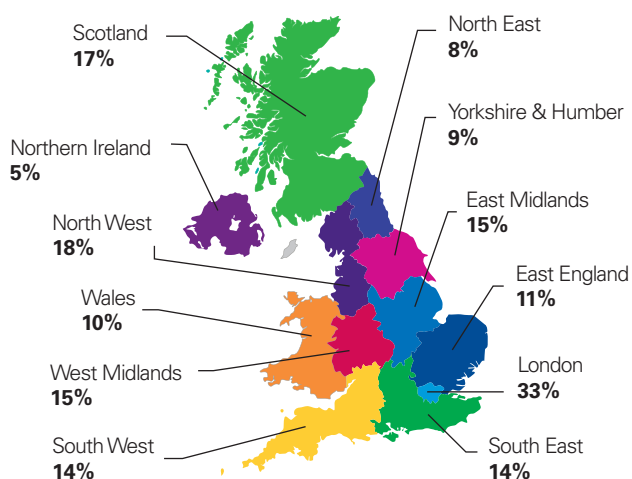 Scotland
17%
North East
8%
Yorkshire & Humber
9%
Northern Ireland
5%
East Midlands
15%
North West
18%
East England
11%
Wales
10%
London
33%
West Midlands
15%
South West
14%
South East
14%